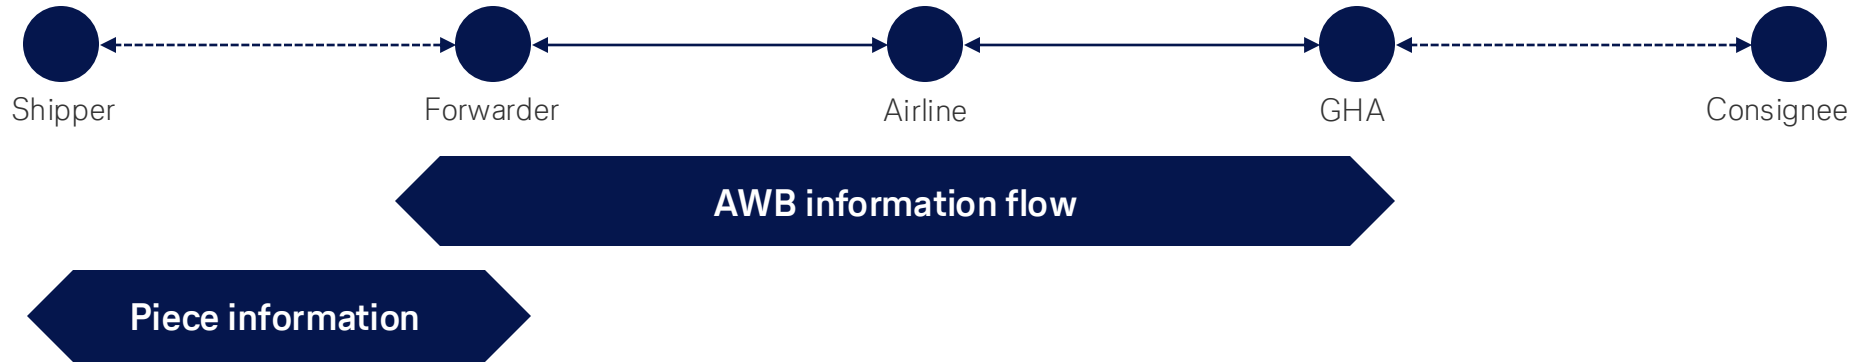 Shipper Forwarder Airline GHA Consignee
AWB information flow
Piece information